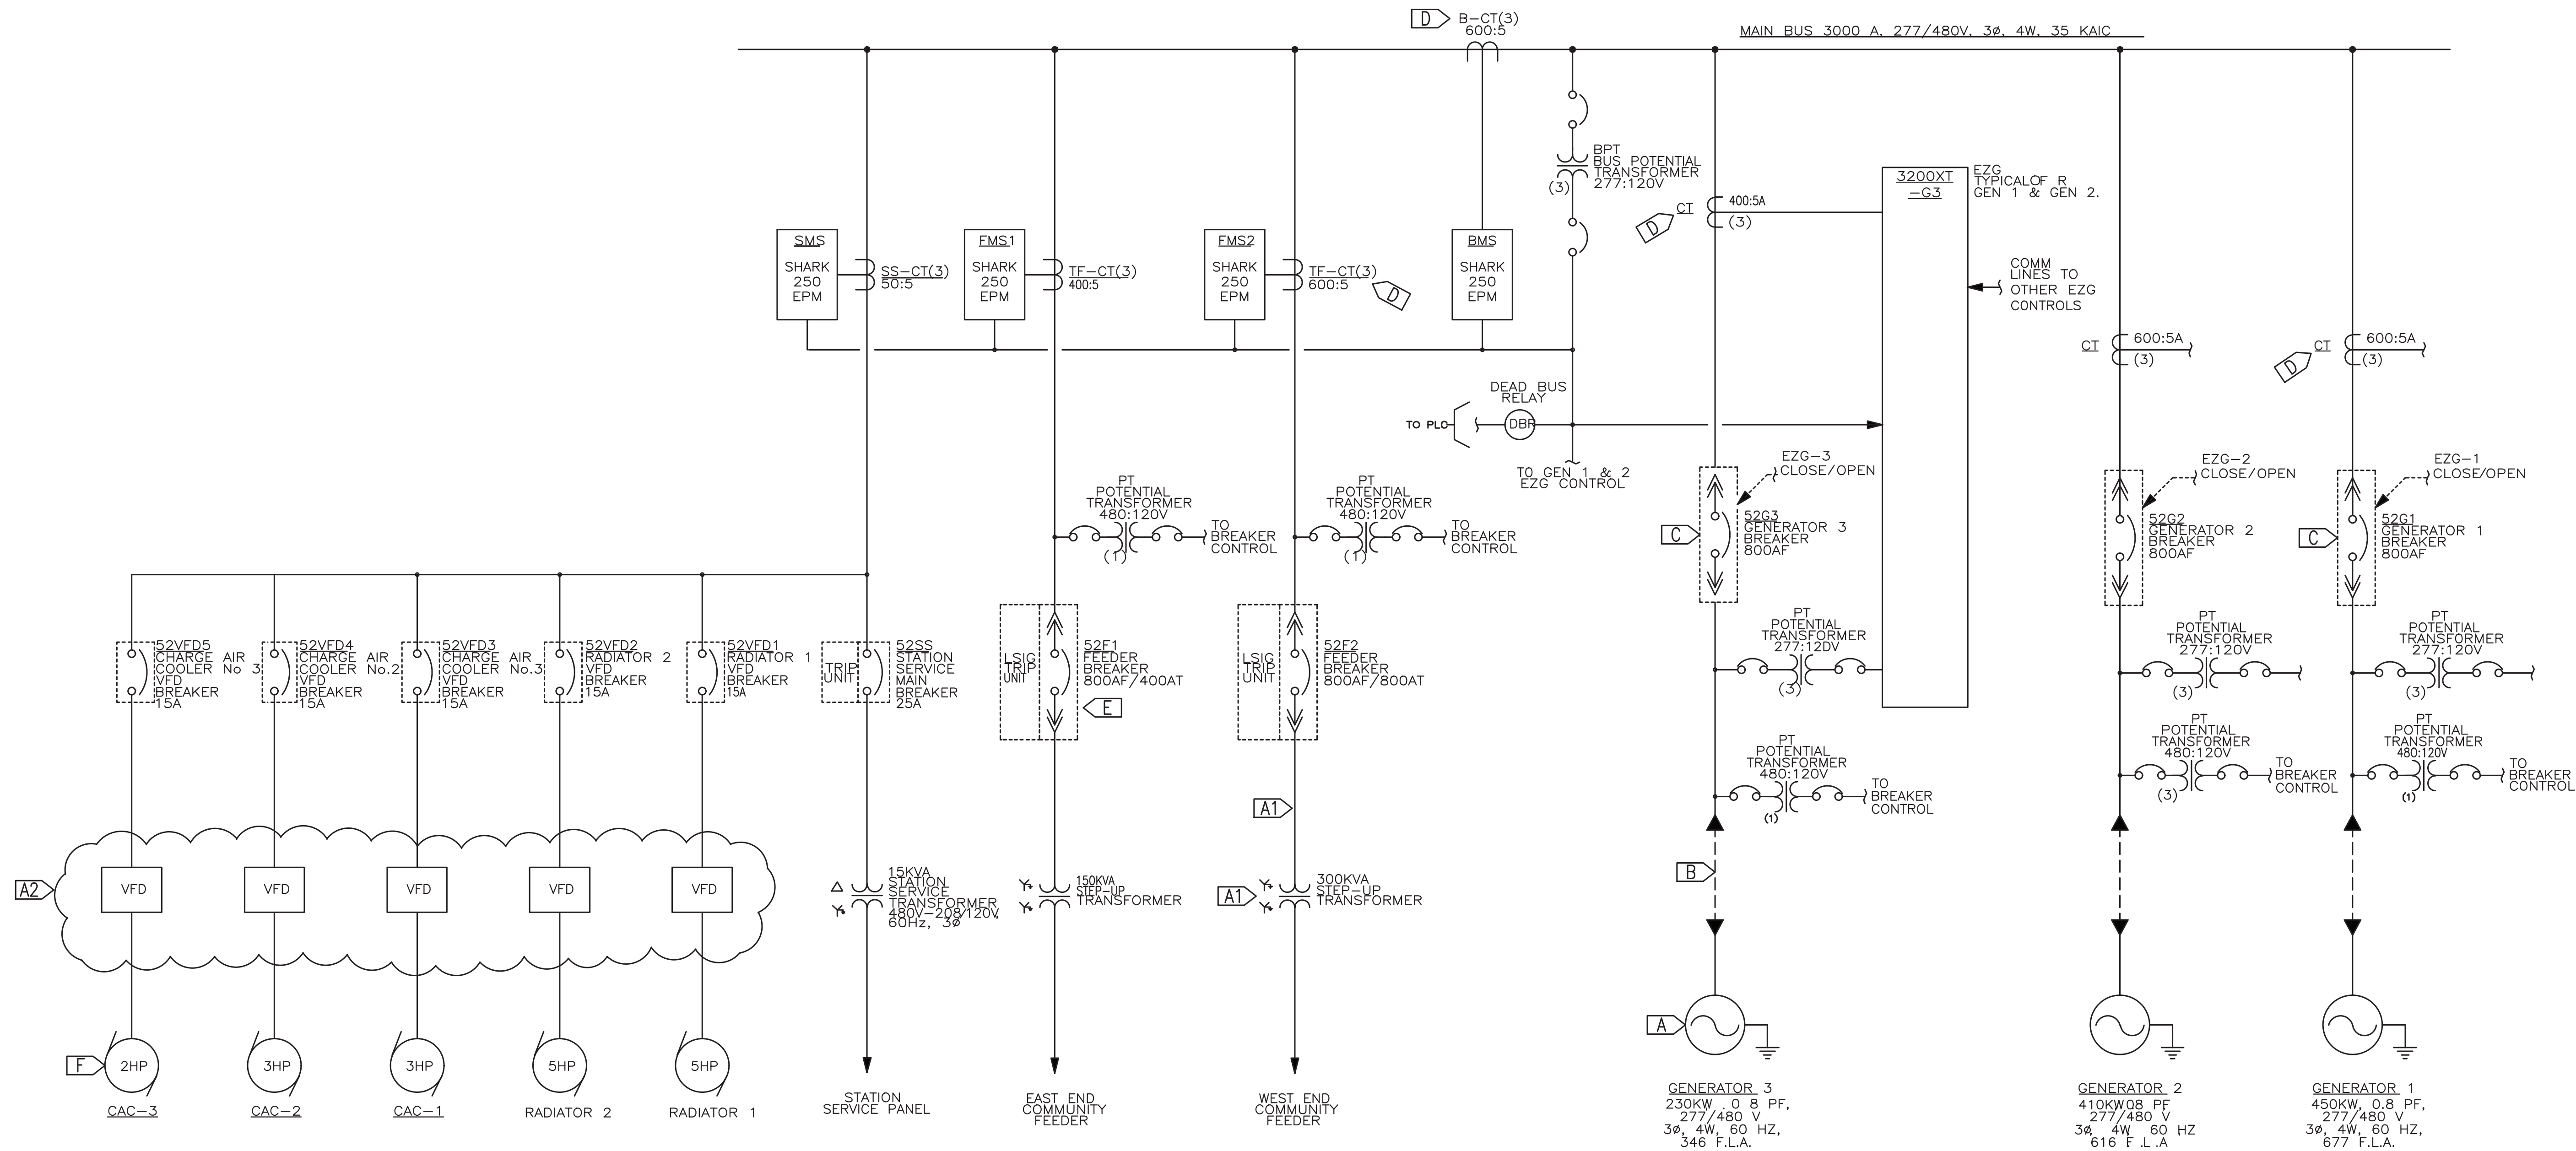 D
B-CT(3)
600:5
MAIN BUS 3000 A, 277/480V, 3ø, 4W, 35 KAIC
BPT
BUS POTENTIAL
TRANSFORMER
277:120V
(3)
CT
400:5A
(3)
D
3200XT
-G3
EZG
TYPICALOF R
GEN 1 & GEN 2.
SMS
SHARK
250
EPM
SS-CT(3)
50:5
FMS1
SHARK
250
EPM
TF-CT(3)
400:5
FMS2
SHARK
250
EPM
TF-CT(3)
600:5
D
BMS
SHARK
250
EPM
COMM
LINES TO
OTHER EZG
CONTROLS
CT
600:5A
(3)
CT
600:5A
(3)
D
DEAD BUS
RELAY
TO PLC
DBR
TO GEN 1 & 2
EZG CONTROL
PT
POTENTIAL
TRANSFORMER
480:120V
(1)
TO
BREAKER
CONTROL
PT
POTENTIAL
TRANSFORMER
480:120V
(1)
TO
BREAKER
CONTROL
EZG-3
CLOSE/OPEN
C
52G3
GENERATOR 3
BREAKER
800AF
EZG-2
CLOSE/OPEN
52G2
GENERATOR 2
BREAKER
800AF
EZG-1
CLOSE/OPEN
C
52G1
GENERATOR 1
BREAKER
800AF
52VFD5
CHARGE AIR
COOLER No 3
VFD
BREAKER
15A
52VFD4
CHARGE AIR
COOLER No.2
VFD
BREAKER
15A
52VFD3
CHARGE AIR
COOLER No.3
VFD
BREAKER
15A
52VFD2
RADIATOR 2
VFD
BREAKER
15A
52VFD1
RADIATOR 1
VFD
BREAKER
15A
TRIP
UNIT
52SS
STATION
SERVICE
MAIN
BREAKER
25A
LSIG
TRIP
UNIT
52F1
FEEDER
BREAKER
800AF/400AT
E
LSIG
TRIP
UNIT
52F2
FEEDER
BREAKER
800AF/800AT
PT
POTENTIAL
TRANSFORMER
277:12DV
(3)
PT
POTENTIAL
TRANSFORMER
277:120V
(3)
PT
POTENTIAL
TRANSFORMER
277:120V
(3)
PT
POTENTIAL
TRANSFORMER
480:120V
(1)
TO
BREAKER
CONTROL
PT
POTENTIAL
TRANSFORMER
480:120V
(3)
TO
BREAKER
CONTROL
PT
POTENTIAL
TRANSFORMER
480:120V
(1)
TO
BREAKER
CONTROL
A1
B
A2
VFD
VFD
VFD
VFD
VFD
15KVA
STATION
SERVICE
TRANSFORMER
480V-208/120V,
60Hz, 3ø
150KVA
STEP-UP
TRANSFORMER
A1
300KVA
STEP-UP
TRANSFORMER
A
F
2HP
3HP
3HP
5HP
5HP
CAC-3
CAC-2
CAC-1
RADIATOR 2
RADIATOR 1
STATION
SERVICE PANEL
EAST END
COMMUNITY
FEEDER
WEST END
COMMUNITY
FEEDER
GENERATOR 3
230KW . 0 8 PF,
277/480 V
3ø, 4W, 60 HZ,
346 F.L.A.
GENERATOR 2
410KW08 PF
277/480 V
3ø, 4W 60 HZ
616 F .L .A
GENERATOR 1
450KW, 0.8 PF,
277/480 V
3ø, 4W, 60 HZ,
677 F.L.A.